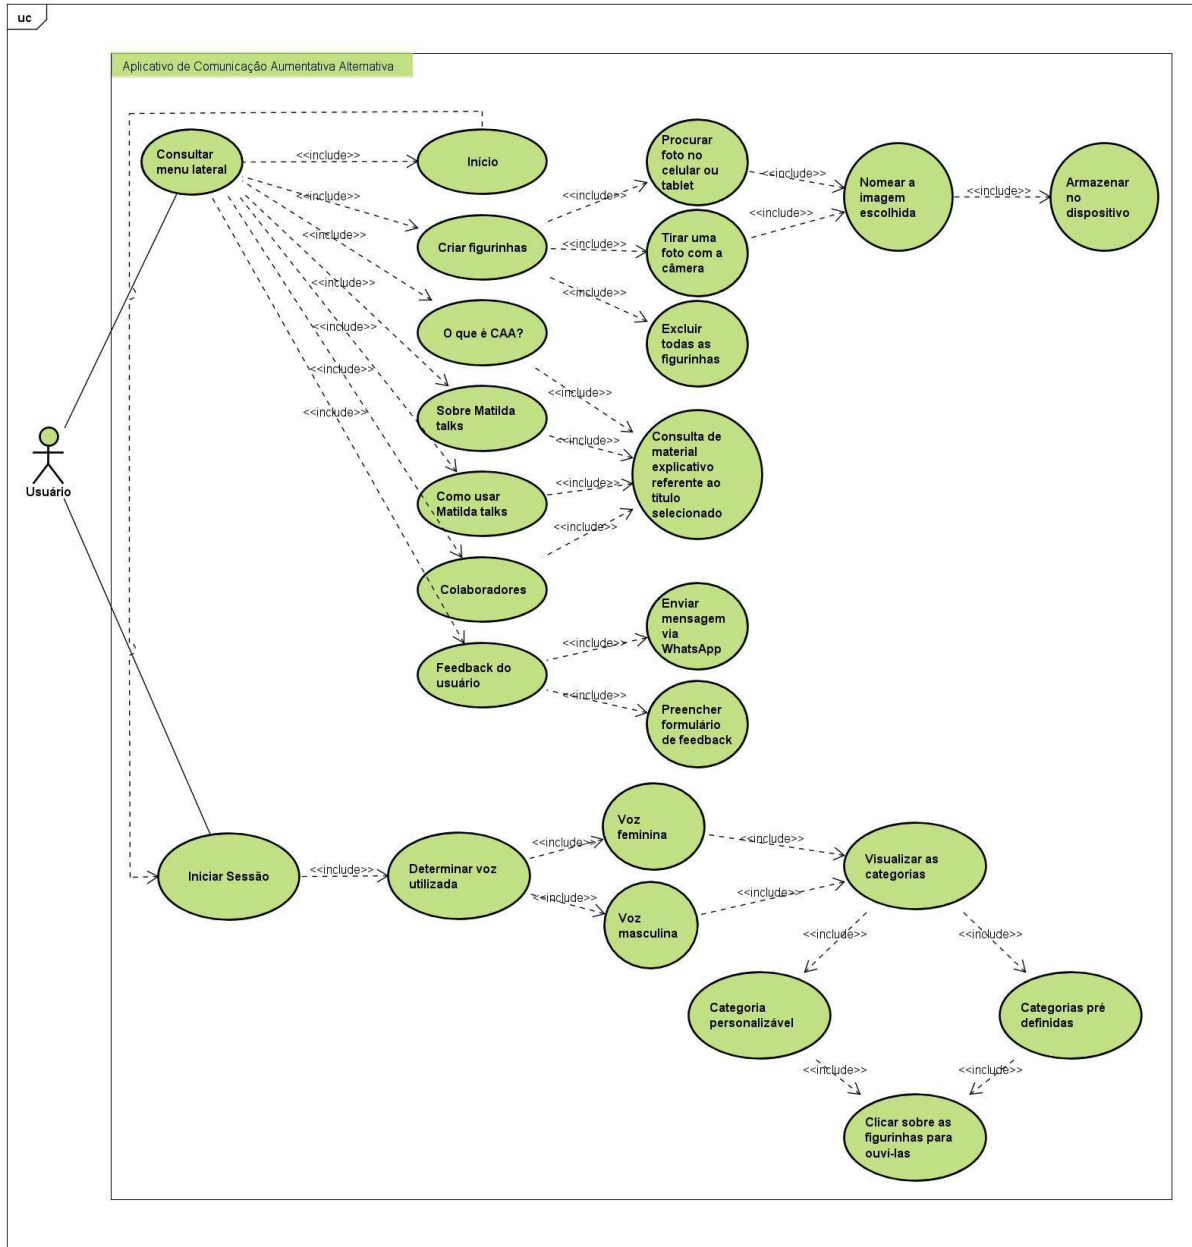 uc
Aplicativo de Comunicação Aumentativa Alternativa
Consultar
menu lateral
<<include>>
Início
<<include>>
Criar figurinhas
<<include>>
O que é CAA?
<<include>>
Sobre Matilda
talks
<<include>>
Como usar
Matilda talks
<<include>>
Colaboradores
<<include>>
Feedback do
usuário
<<include>>
Procurar
foto no
celular ou
tablet
<<include>>
Tirar uma
foto com a
câmera
<<include>>
Excluir
todas as
figurinhas
<<include>>
<<include>>
Nomear a
imagem
escolhida
<<include>>
Armazenar
no
dispositivo
<<include>>
<<include>>
<<include>>
<<include>>
Consulta de
material
explicativo
referente ao
título
selecionado
Usuário
<<include>>
Enviar
mensagem
via
WhatsApp
<<include>>
Preencher
formulário
de feedback
Iniciar Sessão
<<include>>
Determinar voz
utilizada
<<include>>
Voz
feminina
<<include>>
Voz
masculina
<<include>>
<<include>>
Visualizar as
categorias
<<include>>
<<include>>
Categoria
personalizável
Categorias pré
definidas
<<include>>
<<include>>
Clicar sobre as
figurinhas para
ouví-las